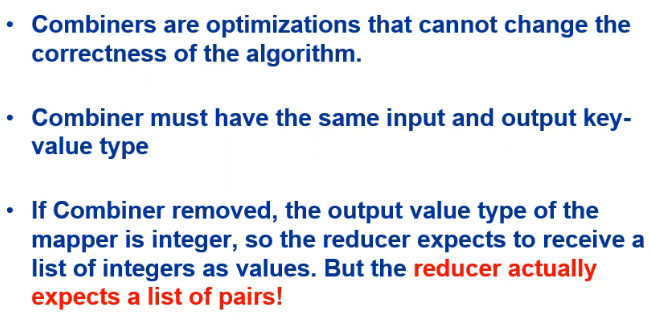 • Combiners are optimizations that cannot change the
correctness of the algorithm.
• Combiner must have the same input and output key-
value type
• If Combiner removed, the output value type of the
mapper is integer, so the reducer expects to receive a
list of integers as values. But the reducer actually
expects a list of pairs!